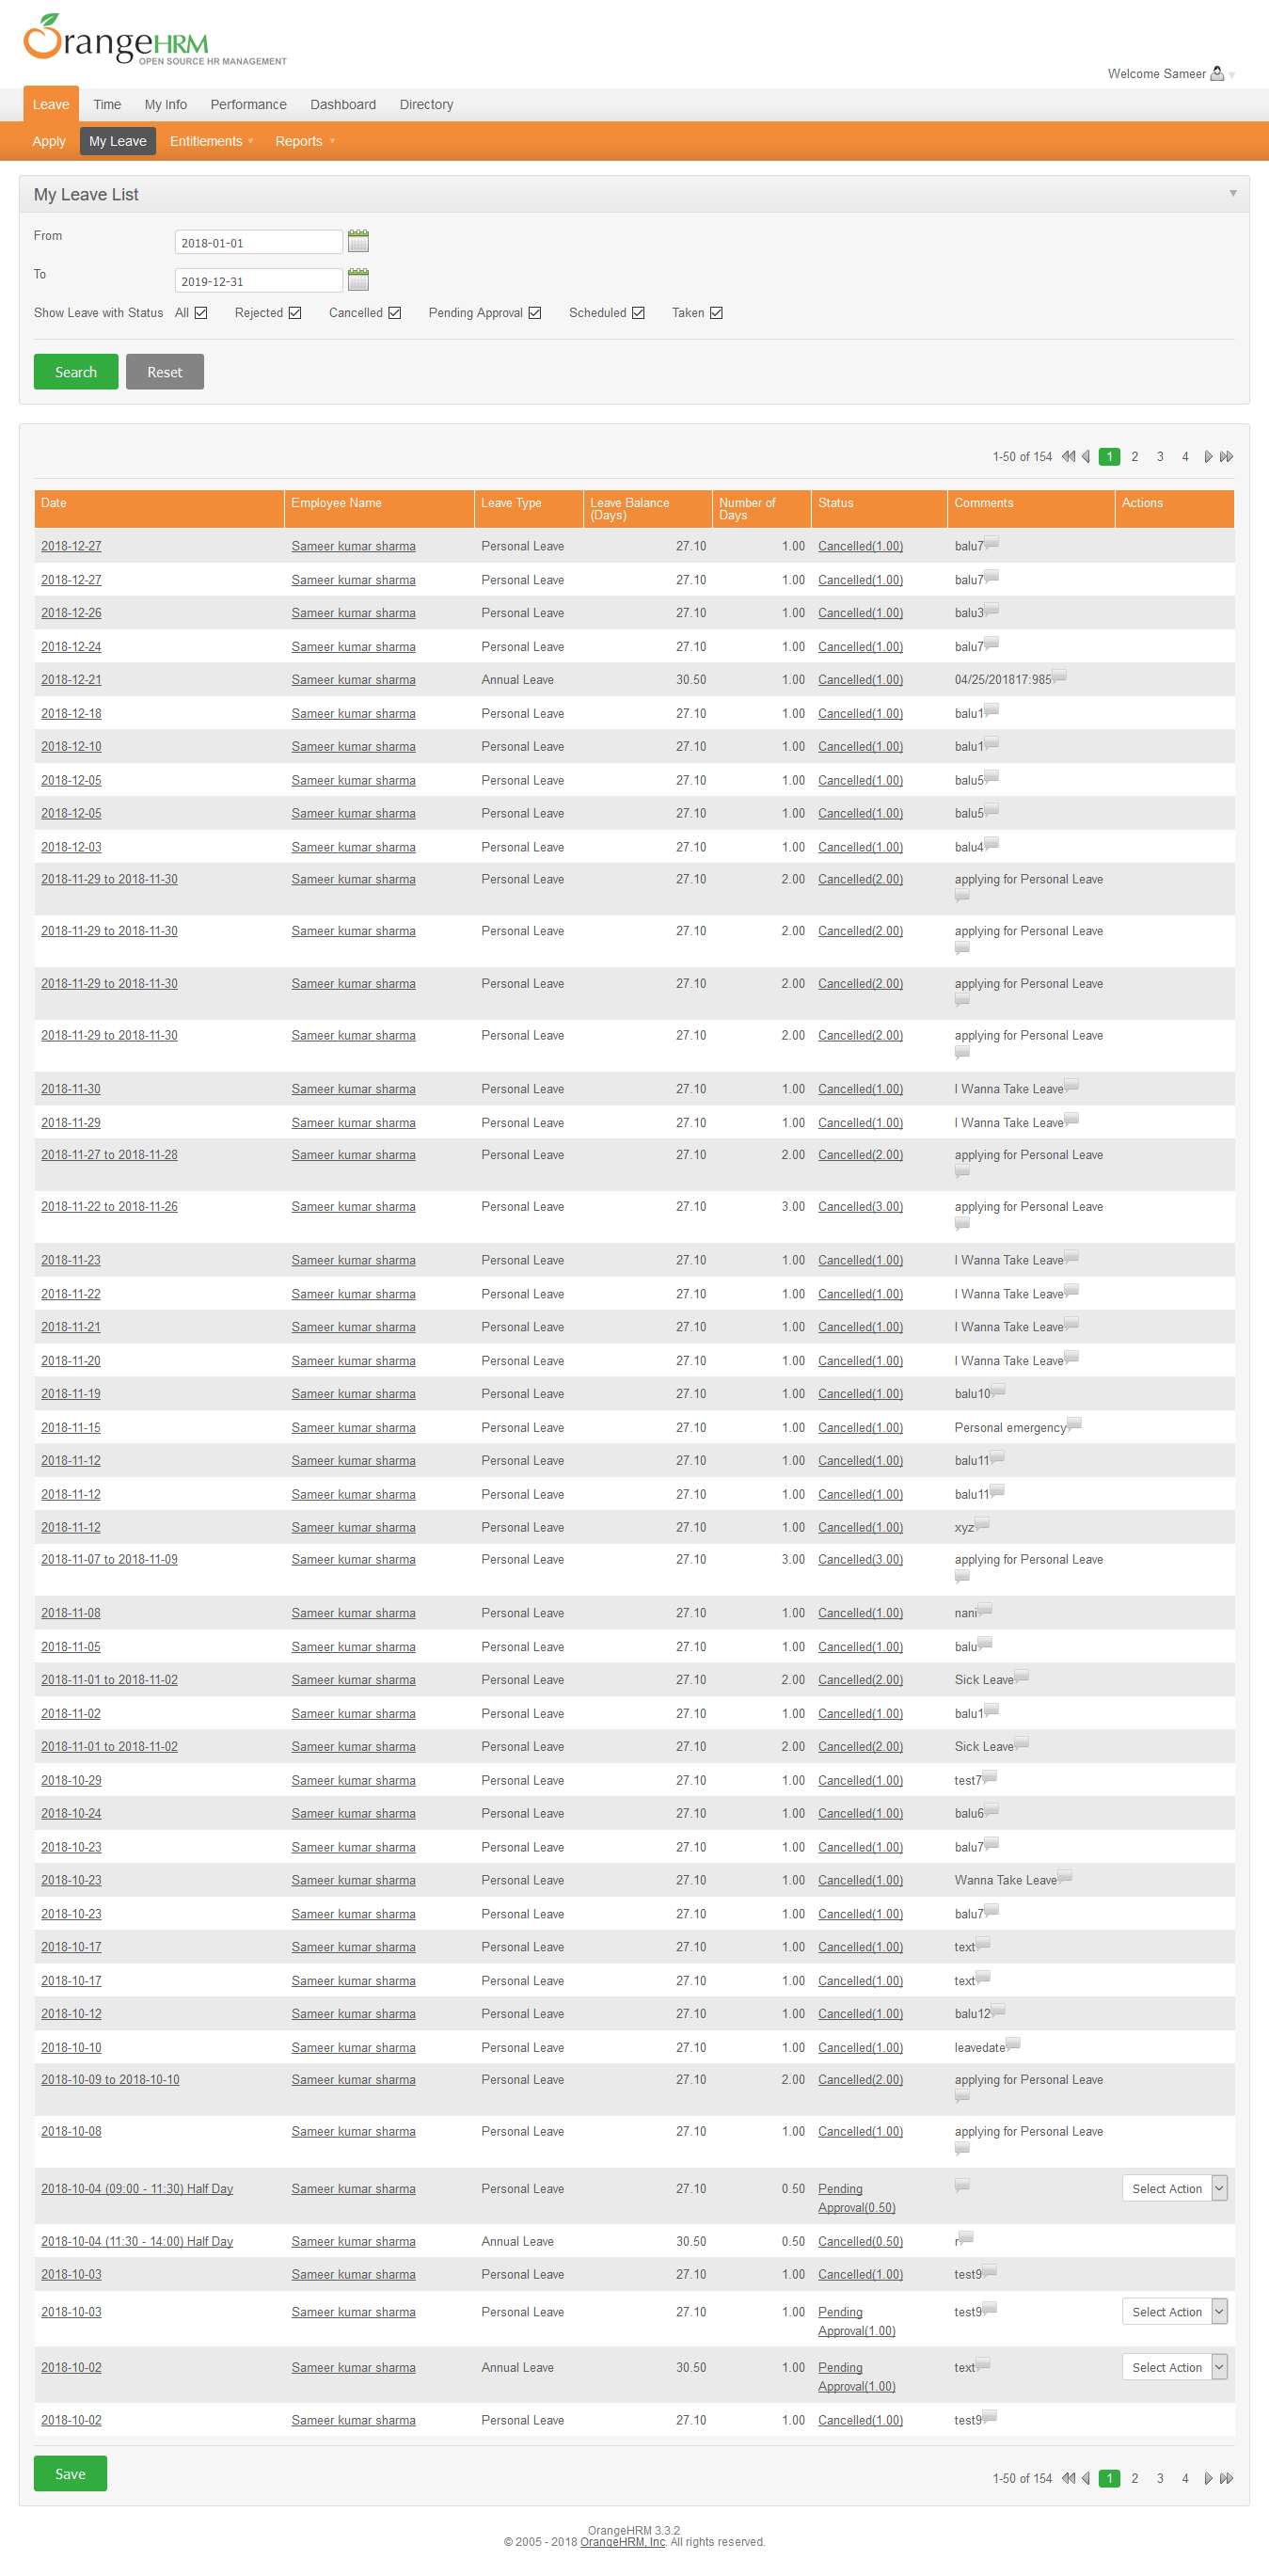 OrangeHRM
OPEN SOURCE HR MANAGEMENT
Welcome Sameer
Leave Time My Info Performance Dashboard Directory
Apply My Leave Entitlements Reports
My Leave List
From 2018-01-01
To 2019-12-31
Show Leave with Status All Rejected Cancelled Pending Approval Scheduled Taken
Search Reset
1-50 of 154 1 2 3 4
Date Employee Name Leave Type Leave Balance (Days) Number of Days Status Comments Actions
2018-12-27 Sameer kumar sharma Personal Leave 27.10 1.00 Cancelled(1.00) balu7
2018-12-27 Sameer kumar sharma Personal Leave 27.10 1.00 Cancelled(1.00) balu7
2018-12-26 Sameer kumar sharma Personal Leave 27.10 1.00 Cancelled(1.00) balu3
2018-12-24 Sameer kumar sharma Personal Leave 27.10 1.00 Cancelled(1.00) balu7
2018-12-21 Sameer kumar sharma Annual Leave 30.50 1.00 Cancelled(1.00) 04/25/201817:985
2018-12-18 Sameer kumar sharma Personal Leave 27.10 1.00 Cancelled(1.00) balu1
2018-12-10 Sameer kumar sharma Personal Leave 27.10 1.00 Cancelled(1.00) balu1
2018-12-05 Sameer kumar sharma Personal Leave 27.10 1.00 Cancelled(1.00) balu5
2018-12-05 Sameer kumar sharma Personal Leave 27.10 1.00 Cancelled(1.00) balu5
2018-12-03 Sameer kumar sharma Personal Leave 27.10 1.00 Cancelled(1.00) balu4
2018-11-29 to 2018-11-30 Sameer kumar sharma Personal Leave 27.10 2.00 Cancelled(2.00) applying for Personal Leave
2018-11-29 to 2018-11-30 Sameer kumar sharma Personal Leave 27.10 2.00 Cancelled(2.00) applying for Personal Leave
2018-11-29 to 2018-11-30 Sameer kumar sharma Personal Leave 27.10 2.00 Cancelled(2.00) applying for Personal Leave
2018-11-29 to 2018-11-30 Sameer kumar sharma Personal Leave 27.10 2.00 Cancelled(2.00) applying for Personal Leave
2018-11-30 Sameer kumar sharma Personal Leave 27.10 1.00 Cancelled(1.00) I Wanna Take Leave
2018-11-29 Sameer kumar sharma Personal Leave 27.10 1.00 Cancelled(1.00) I Wanna Take Leave
2018-11-27 to 2018-11-28 Sameer kumar sharma Personal Leave 27.10 2.00 Cancelled(2.00) applying for Personal Leave
2018-11-22 to 2018-11-26 Sameer kumar sharma Personal Leave 27.10 3.00 Cancelled(3.00) applying for Personal Leave
2018-11-23 Sameer kumar sharma Personal Leave 27.10 1.00 Cancelled(1.00) I Wanna Take Leave
2018-11-22 Sameer kumar sharma Personal Leave 27.10 1.00 Cancelled(1.00) I Wanna Take Leave
2018-11-21 Sameer kumar sharma Personal Leave 27.10 1.00 Cancelled(1.00) I Wanna Take Leave
2018-11-20 Sameer kumar sharma Personal Leave 27.10 1.00 Cancelled(1.00) I Wanna Take Leave
2018-11-19 Sameer kumar sharma Personal Leave 27.10 1.00 Cancelled(1.00) balu10
2018-11-15 Sameer kumar sharma Personal Leave 27.10 1.00 Cancelled(1.00) Personal emergency
2018-11-12 Sameer kumar sharma Personal Leave 27.10 1.00 Cancelled(1.00) balu11
2018-11-12 Sameer kumar sharma Personal Leave 27.10 1.00 Cancelled(1.00) balu11
2018-11-12 Sameer kumar sharma Personal Leave 27.10 1.00 Cancelled(1.00) xyz
2018-11-07 to 2018-11-09 Sameer kumar sharma Personal Leave 27.10 3.00 Cancelled(3.00) applying for Personal Leave
2018-11-08 Sameer kumar sharma Personal Leave 27.10 1.00 Cancelled(1.00) nani
2018-11-05 Sameer kumar sharma Personal Leave 27.10 1.00 Cancelled(1.00) balu
2018-11-01 to 2018-11-02 Sameer kumar sharma Personal Leave 27.10 2.00 Cancelled(2.00) Sick Leave
2018-11-02 Sameer kumar sharma Personal Leave 27.10 1.00 Cancelled(1.00) balu1
2018-11-01 to 2018-11-02 Sameer kumar sharma Personal Leave 27.10 2.00 Cancelled(2.00) Sick Leave
2018-10-29 Sameer kumar sharma Personal Leave 27.10 1.00 Cancelled(1.00) test7
2018-10-24 Sameer kumar sharma Personal Leave 27.10 1.00 Cancelled(1.00) balu6
2018-10-23 Sameer kumar sharma Personal Leave 27.10 1.00 Cancelled(1.00) balu7
2018-10-23 Sameer kumar sharma Personal Leave 27.10 1.00 Cancelled(1.00) Wanna Take Leave
2018-10-23 Sameer kumar sharma Personal Leave 27.10 1.00 Cancelled(1.00) balu7
2018-10-17 Sameer kumar sharma Personal Leave 27.10 1.00 Cancelled(1.00) text
2018-10-17 Sameer kumar sharma Personal Leave 27.10 1.00 Cancelled(1.00) text
2018-10-12 Sameer kumar sharma Personal Leave 27.10 1.00 Cancelled(1.00) balu12
2018-10-10 Sameer kumar sharma Personal Leave 27.10 1.00 Cancelled(1.00) leavedate
2018-10-09 to 2018-10-10 Sameer kumar sharma Personal Leave 27.10 2.00 Cancelled(2.00) applying for Personal Leave
2018-10-08 Sameer kumar sharma Personal Leave 27.10 1.00 Cancelled(1.00) applying for Personal Leave
2018-10-04 (09:00 - 11:30) Half Day Sameer kumar sharma Personal Leave 27.10 0.50 Pending Approval(0.50) Select Action
2018-10-04 (11:30 - 14:00) Half Day Sameer kumar sharma Annual Leave 30.50 0.50 Cancelled(0.50)
2018-10-03 Sameer kumar sharma Personal Leave 27.10 1.00 Cancelled(1.00) test9
2018-10-03 Sameer kumar sharma Personal Leave 27.10 1.00 Pending Approval(1.00) test9 Select Action
2018-10-02 Sameer kumar sharma Annual Leave 30.50 1.00 Pending Approval(1.00) text Select Action
2018-10-02 Sameer kumar sharma Personal Leave 27.10 1.00 Cancelled(1.00) test9
Save 1-50 of 154 1 2 3 4
OrangeHRM 3.3.2
© 2005 - 2018 OrangeHRM, Inc. All rights reserved.